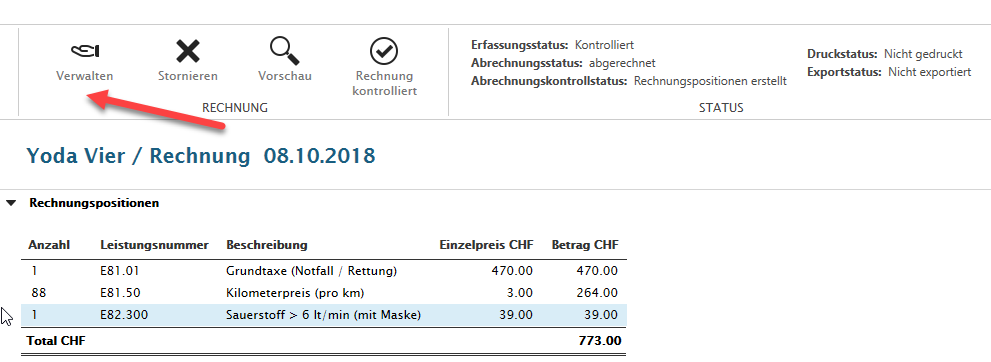 Verwalten
Stornieren
Vorschau
Rechnung
kontrolliert
RECHNUNG
Erfassungsstatus: Kontrolliert
Abrechnungsstatus: abgerechnet
Abrechnungskontrollstatus: Rechnungspositionen erstellt
Druckstatus: Nicht gedruckt
Exportstatus: Nicht exportiert
STATUS
Yoda Vier / Rechnung 08.10.2018
Rechnungspositionen
Anzahl Leistungsnummer Beschreibung Einzelpreis CHF Betrag CHF
1 E81.01 Grundtaxe (Notfall / Rettung) 470.00 470.00
88 E81.50 Kilometerpreis (pro km) 3.00 264.00
1 E82.300 Sauerstoff > 6 lt/min (mit Maske) 39.00 39.00
Total CHF 773.00